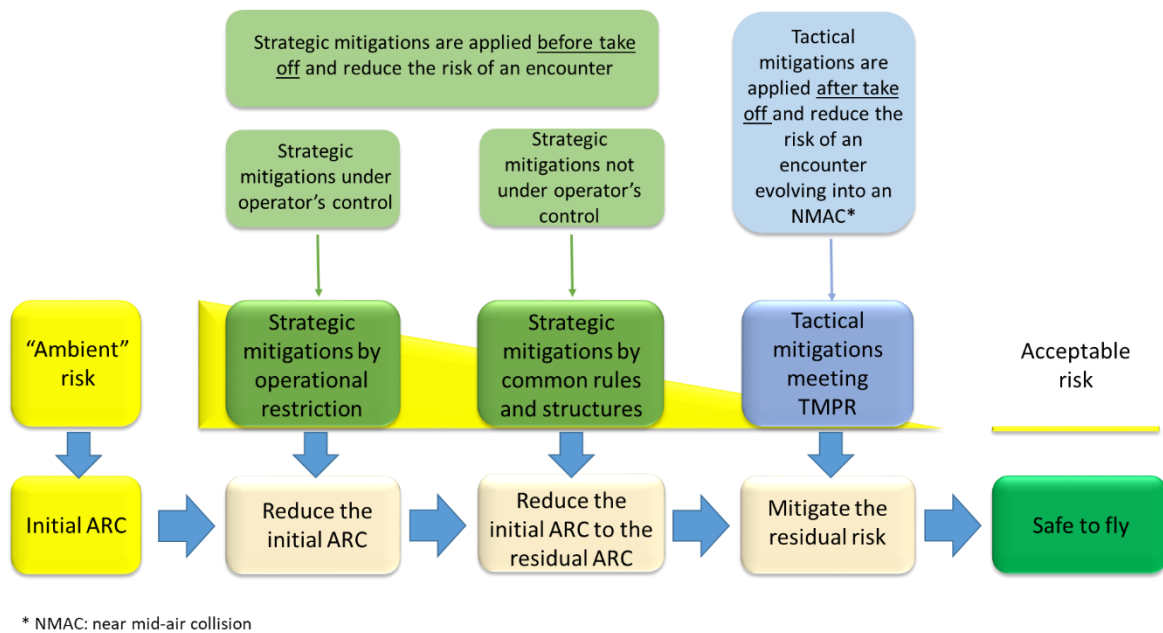 Strategic mitigations are applied before take
off and reduce the risk of an encounter
Tactical
mitigations are
applied after take
off and reduce the
risk of an
encounter
evolving into an
NMAC*
Strategic
mitigations under
operator's control
Strategic
mitigations not
under operator's
control
"Ambient"
risk
Strategic
mitigations by
operational
restriction
Strategic
mitigations by
common rules
and structures
Tactical
mitigations
meeting
TMPR
Acceptable
risk
Initial ARC
Reduce the
initial ARC
Reduce the
initial ARC to the
residual ARC
Mitigate the
residual risk
Safe to fly
* NMAC: near mid-air collision